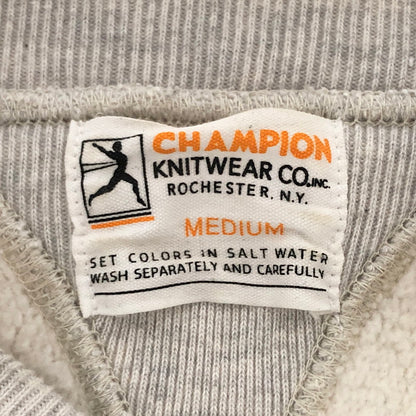 CHAMPION
KNITWEAR CO.INC.
ROCHESTER, N.Y.
MEDIUM
SET COLORS IN SALT WATER
WASH SEPARATELY AND CAREFULLY